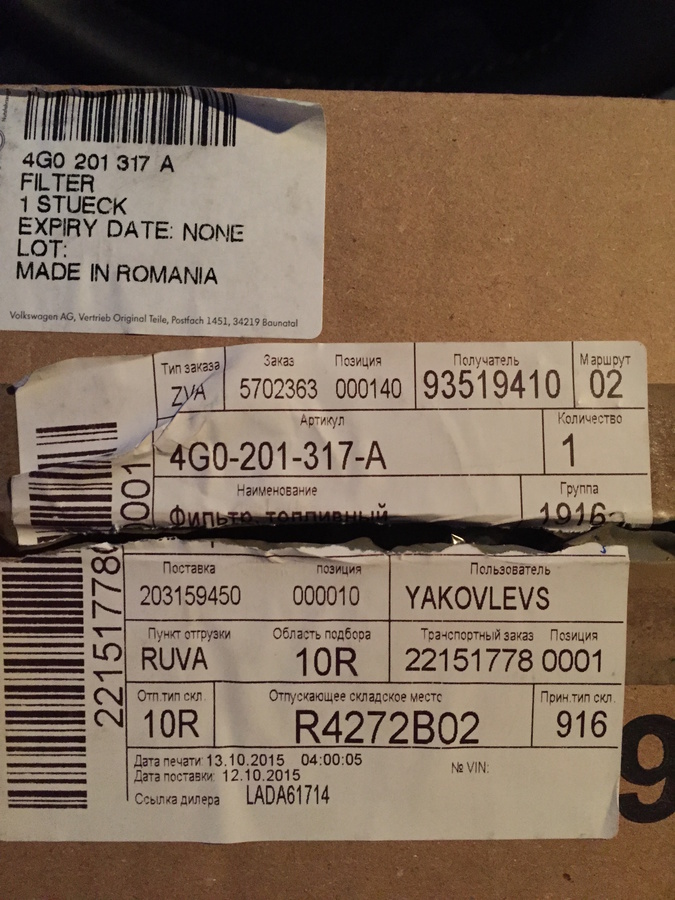 4G0 201 317 A
FILTER
1 STUECK
EXPIRY DATE: NONE
LOT:
MADE IN ROMANIA
Volkswagen AG, Vertrieb Original Teile, Postfach 1451, 34219 Baunatal
Тип заказа Заказ Позиция Получатель Маршрут
ZVA 5702363 000140 93519410 02
Артикул Количество
4G0-201-317-A 1
Наименование Группа
Фильтр топливный 1916
Поставка позиция Пользователь
203159450 000010 YAKOVLEVS
Пункт отгрузки Область подбора Транспортный заказ Позиция
RUVA 10R 22151778 0001
Отп.тип скл. Отпускающее складское место Прин.тип скл.
10R R4272B02 916
Дата печати: 13.10.2015 04:00:05 № VIN:
Дата поставки: 12.10.2015
Ссылка дилера LADA61714
22151778 0001
9